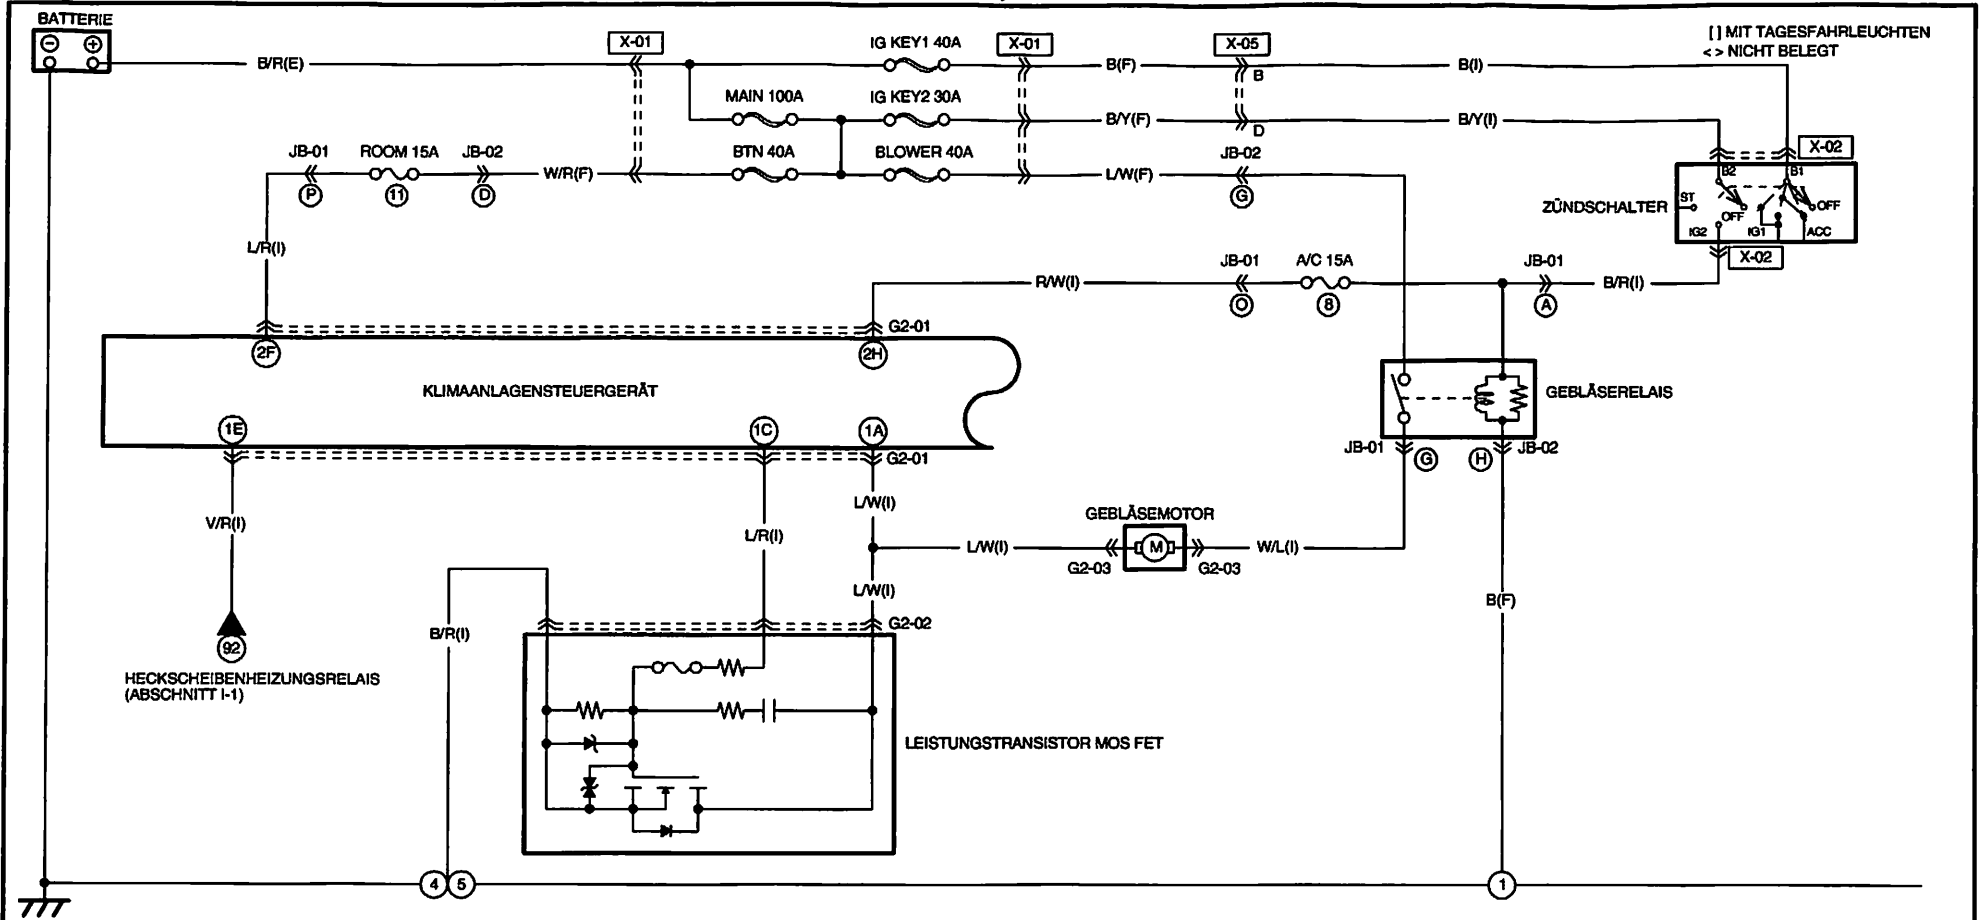 BATTERIE
B/R(E)
X-01
IG KEY1 40A
X-01
B(F)
X-05
B
B(I)
[ ] MIT TAGESFAHRLEUCHTEN
< > NICHT BELEGT
MAIN 100A
IG KEY2 30A
B/Y(F)
D
B/Y(I)
JB-01
ROOM 15A
JB-02
W/R(F)
BTN 40A
BLOWER 40A
L/W(F)
JB-02
P
11
D
G
X-02
B2
B1
ZÜNDSCHALTER
ST
OFF
OFF
IG2
IG1
ACC
X-02
L/R(I)
R/W(I)
JB-01
A/C 15A
JB-01
B/R(I)
O
8
A
G2-01
2F
2H
KLIMAANLAGENSTEUERGERÄT
GEBLÄSERELAIS
1E
1C
1A
G2-01
JB-01
G
H
JB-02
V/R(I)
L/R(I)
L/W(I)
GEBLÄSEMOTOR
L/W(I)
M
W/L(I)
G2-03
G2-03
L/W(I)
B(F)
B/R(I)
G2-02
92
HECKSCHEIBENHEIZUNGSRELAIS
(ABSCHNITT I-1)
LEISTUNGSTRANSISTOR MOS FET
4
5
1